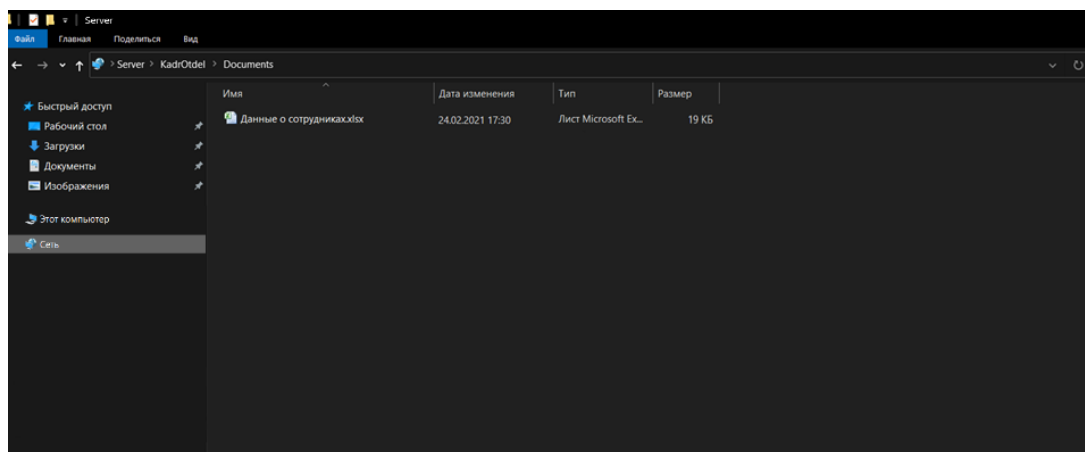 Server
Файл Главная Поделиться Вид
Server > KadrOtdel > Documents
Имя Дата изменения Тип Размер
Быстрый доступ
Данные о сотрудниках.xlsx 24.02.2021 17:30 Лист Microsoft Ex... 19 КБ
Рабочий стол
Загрузки
Документы
Изображения
Этот компьютер
Сеть